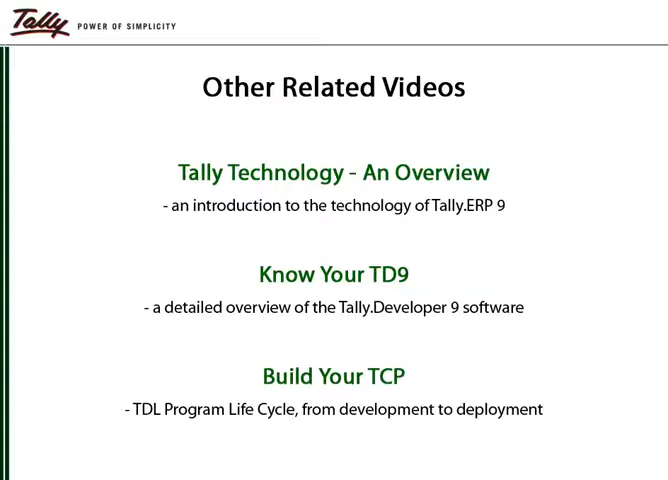 Tally POWER OF SIMPLICITY
Other Related Videos
Tally Technology - An Overview
- an introduction to the technology of Tally.ERP 9
Know Your TD9
- a detailed overview of the Tally.Developer 9 software
Build Your TCP
- TDL Program Life Cycle, from development to deployment